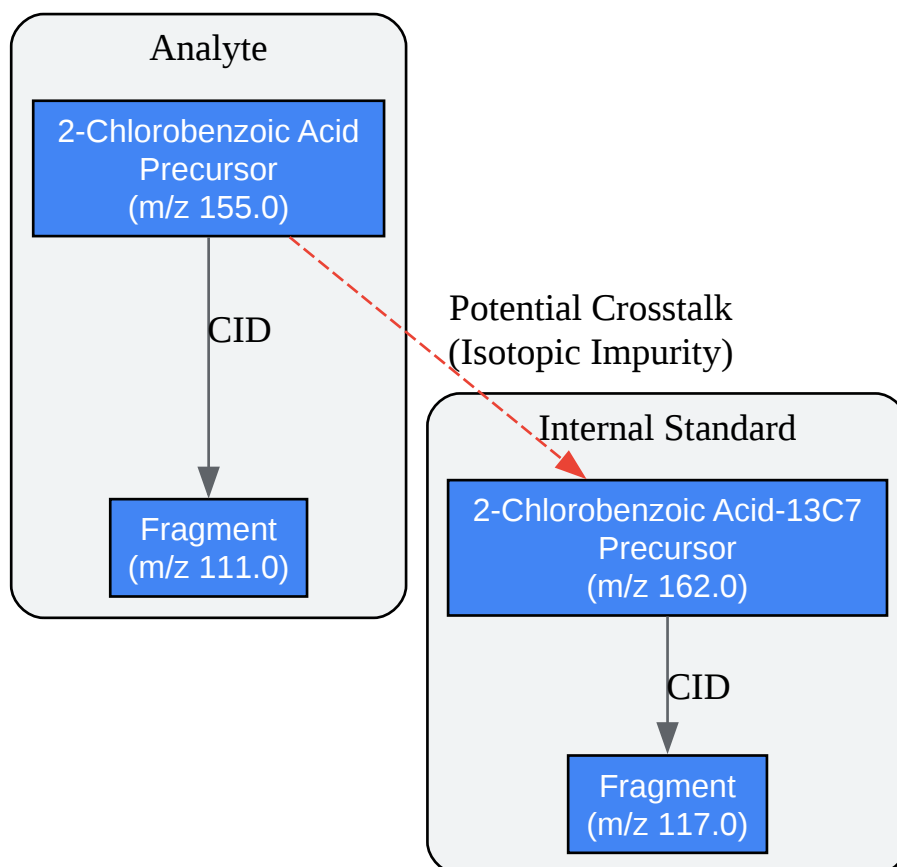 Analyte
2-Chlorobenzoic Acid
Precursor
(m/z 155.0)
CID
Fragment
(m/z 111.0)
Potential Crosstalk
(Isotopic Impurity)
Internal Standard
2-Chlorobenzoic Acid-13C7
Precursor
(m/z 162.0)
CID
Fragment
(m/z 117.0)